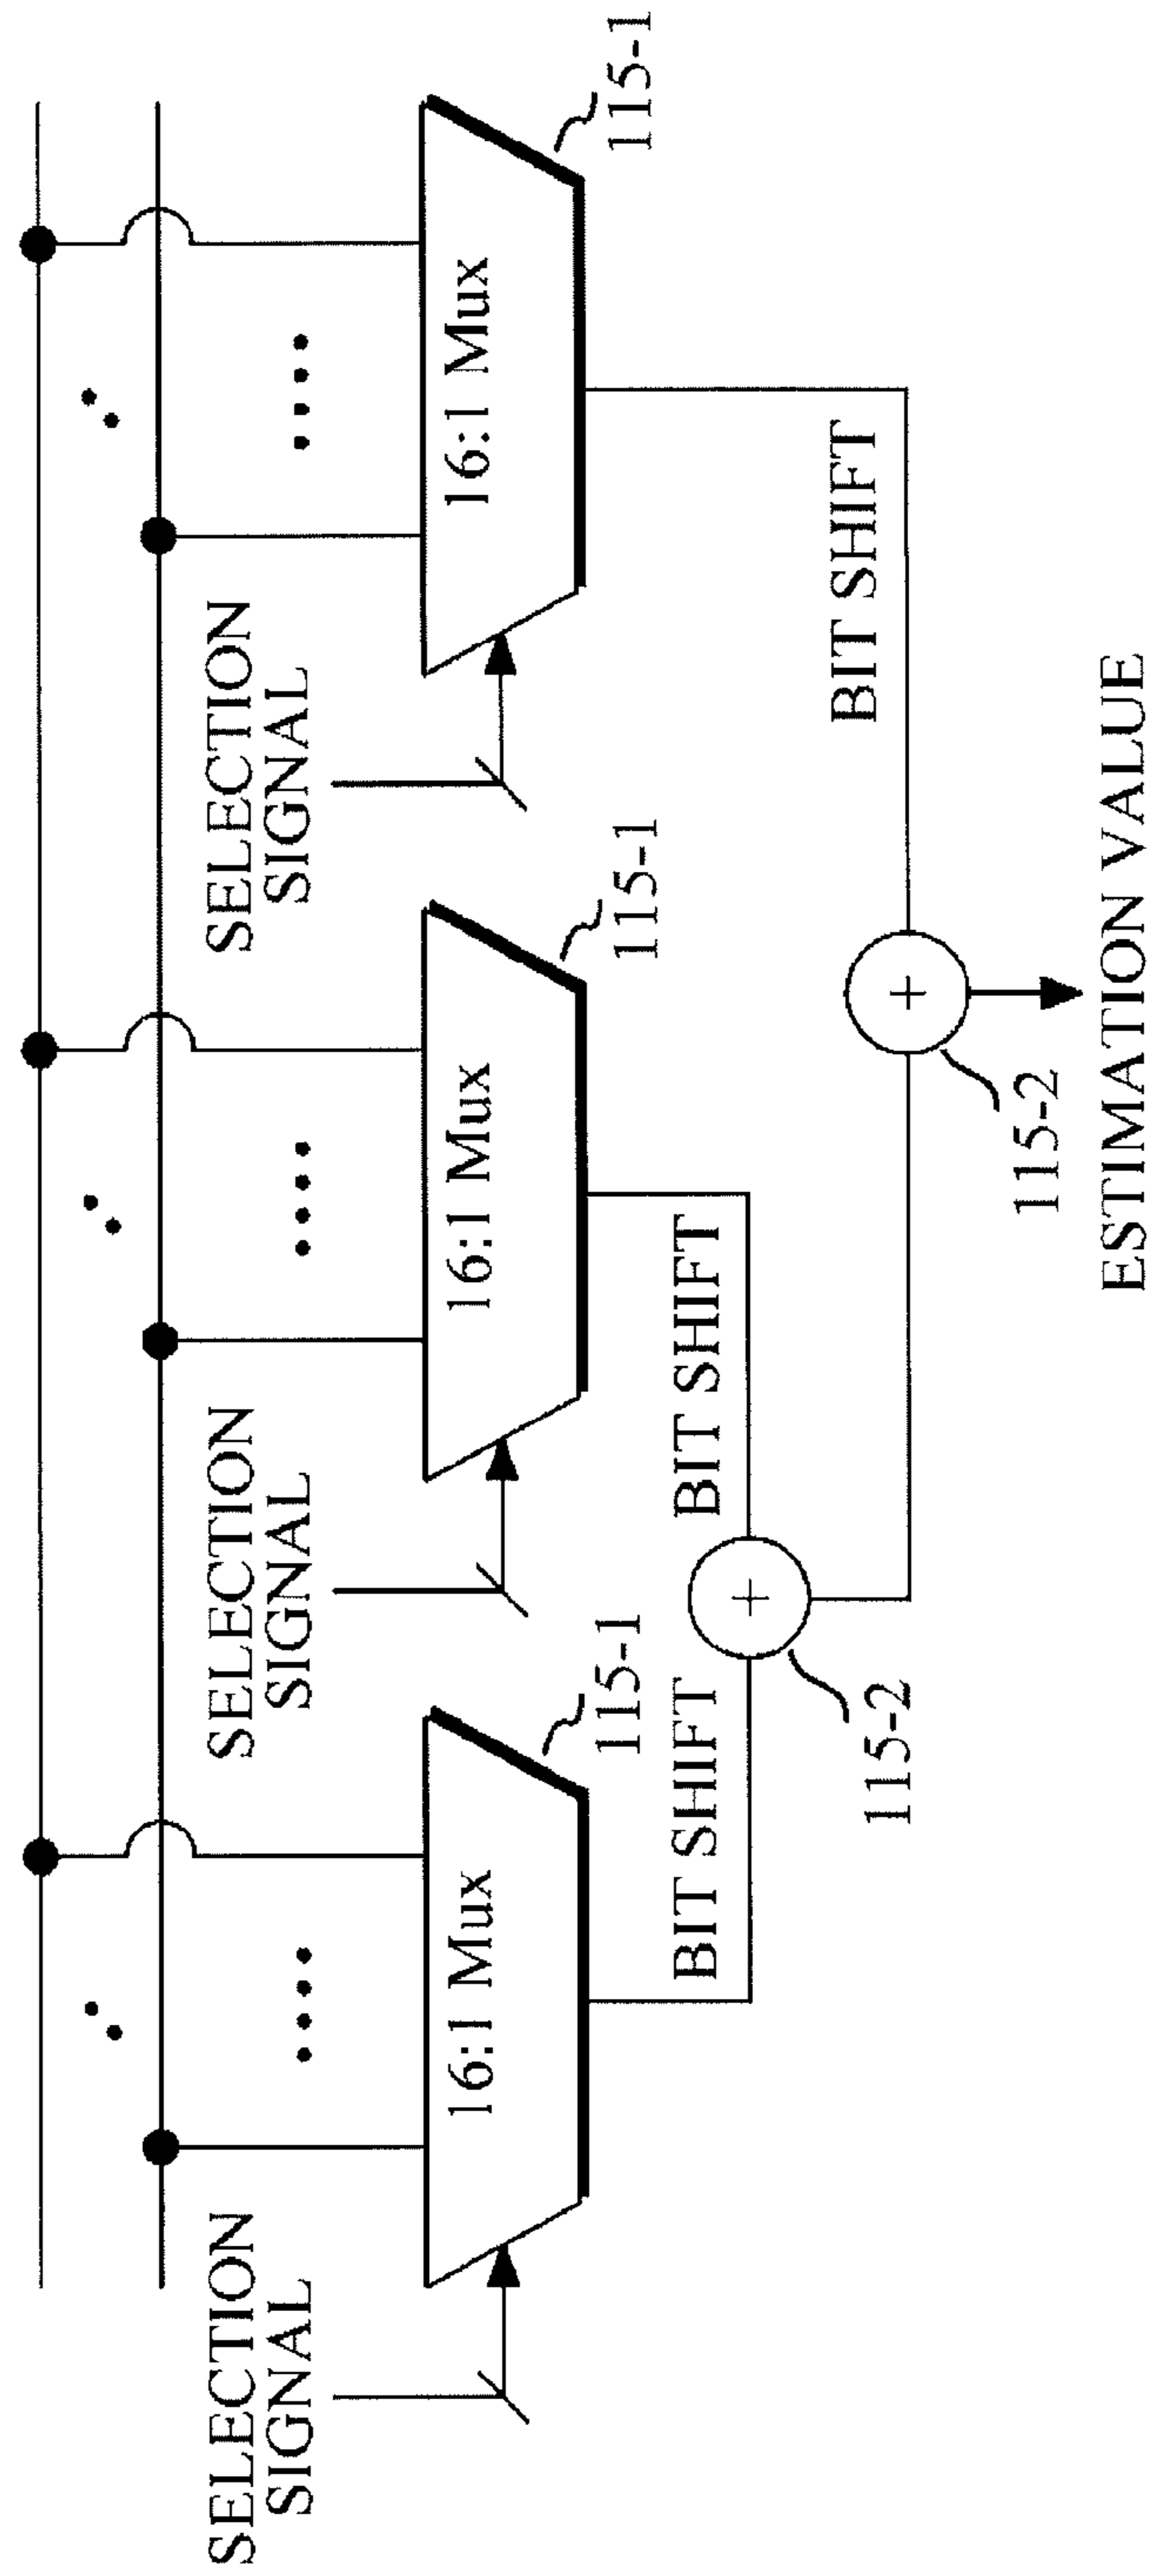 SELECTION
SIGNAL
16:1 Mux
115-1
SELECTION
SIGNAL
16:1 Mux
115-1
SELECTION
SIGNAL
16:1 Mux
115-1
BIT SHIFT
BIT SHIFT
+
115-2
BIT SHIFT
+
115-2
ESTIMATION VALUE